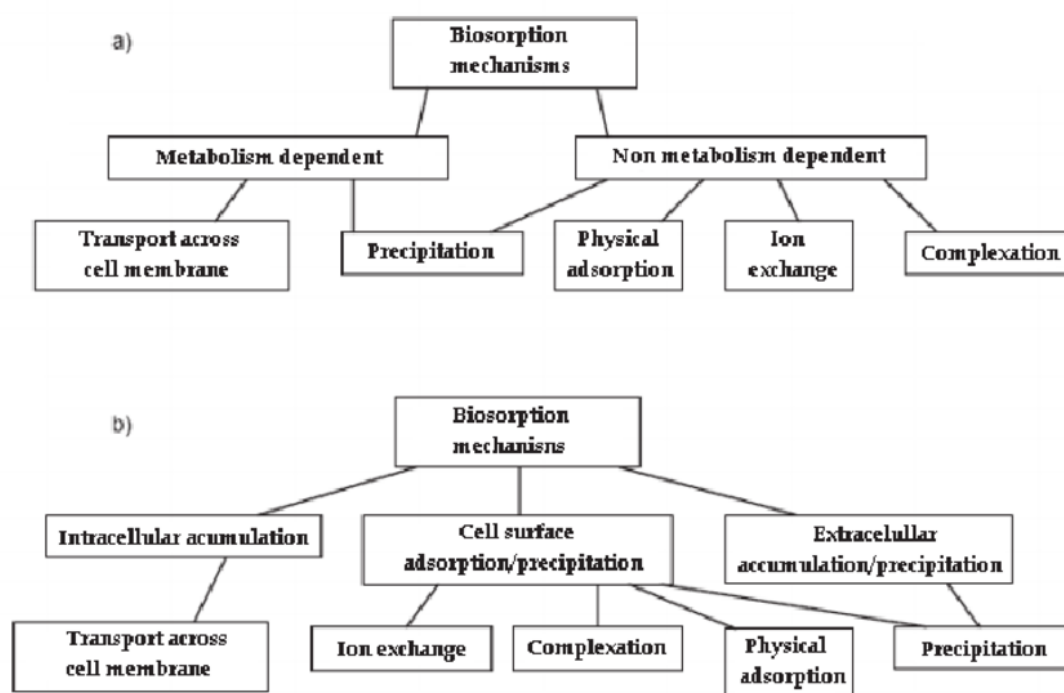 a)
Biosorption
mechanisms
Metabolism dependent
Non metabolism dependent
Transport across
cell membrane
Precipitation
Physical
adsorption
Ion
exchange
Complexation
b)
Biosorption
mechanisns
Intracellular acumulation
Cell surface
adsorption/precipitation
Extracelullar
accumulation/precipitation
Transport across
cell membrane
Ion exchange
Complexation
Physical
adsorption
Precipitation